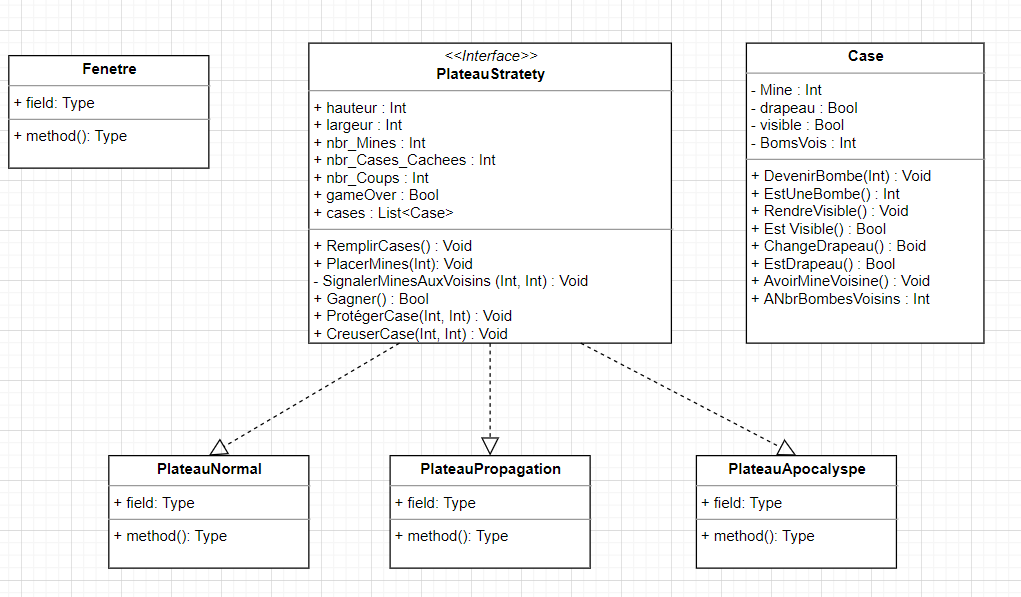 Fenetre
+ field: Type
+ method(): Type
<<Interface>>
PlateauStratety
+ hauteur : Int
+ largeur : Int
+ nbr_Mines : Int
+ nbr_Cases_Cachees : Int
+ nbr_Coups : Int
+ gameOver : Bool
+ cases : List<Case>
+ RemplirCases() : Void
+ PlacerMines(Int): Void
- SignalerMinesAuxVoisins (Int, Int) : Void
+ Gagner() : Bool
+ ProtégerCase(Int, Int) : Void
+ CreuserCase(Int, Int) : Void
Case
- Mine : Int
- drapeau : Bool
- visible : Bool
- BomsVois : Int
+ DevenirBombe(Int) : Void
+ EstUneBombe() : Int
+ RendreVisible() : Void
+ Est Visible() : Bool
+ ChangeDrapeau() : Boid
+ EstDrapeau() : Bool
+ AvoirMineVoisine() : Void
+ ANbrBombesVoisins : Int
PlateauNormal
+ field: Type
+ method(): Type
PlateauPropagation
+ field: Type
+ method(): Type
PlateauApocalyspe
+ field: Type
+ method(): Type